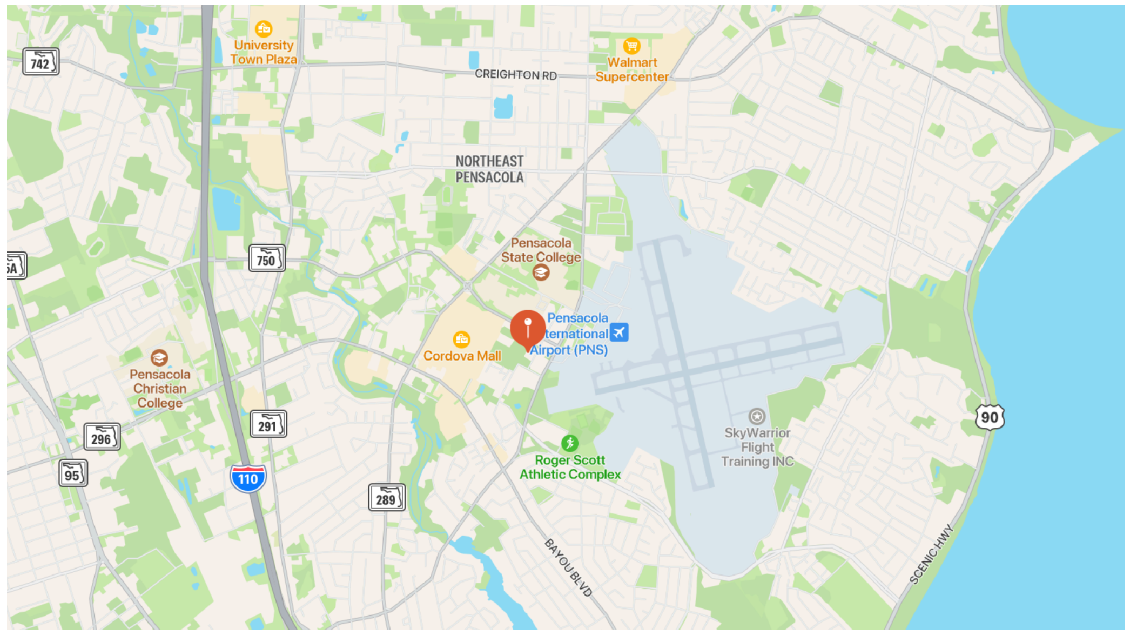 University
Town Plaza
Walmart
Supercenter
742
CREIGHTON RD
NORTHEAST
PENSACOLA
Pensacola
State College
750
Pensacola
ternational
Airport (PNS)
Cordova Mall
Pensacola
Christian
College
90
SkyWarrior
Flight
Training INC
291
296
Roger Scott
Athletic Complex
95
110
289
BAYOU BLVD
SCENIC HWY